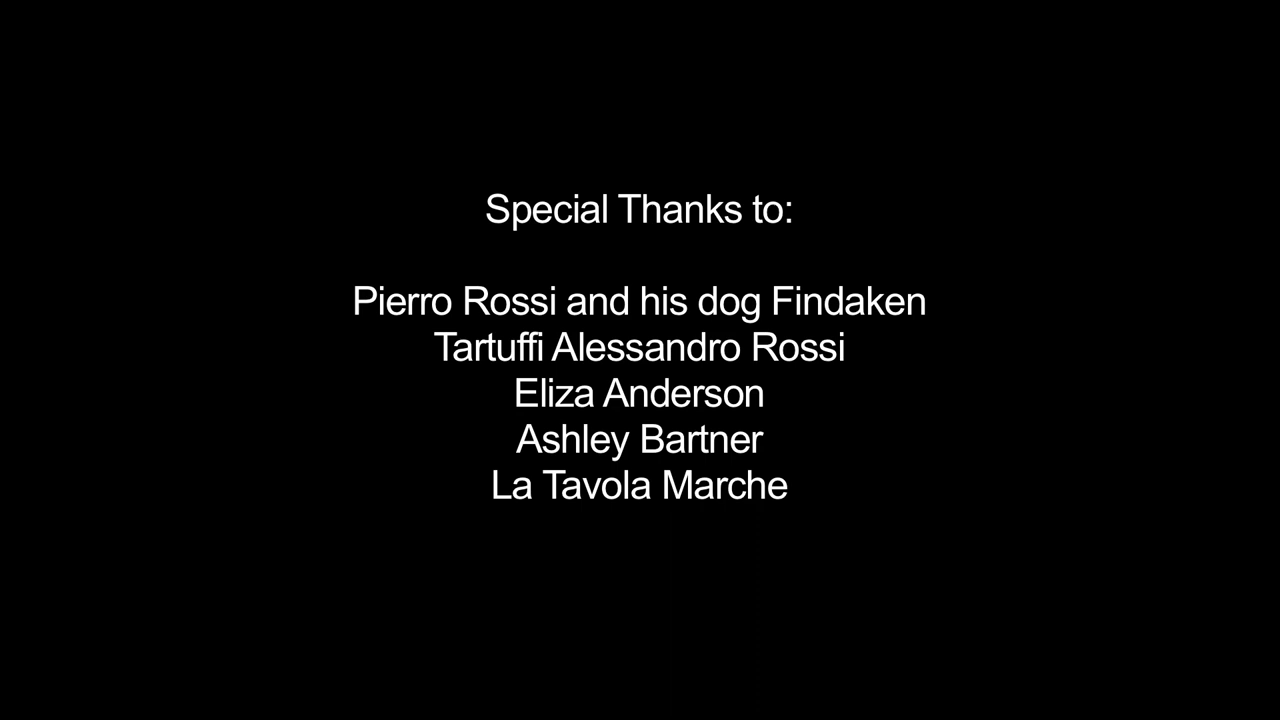 Special Thanks to:
Pierro Rossi and his dog Findaken
Tartuffi Alessandro Rossi
Eliza Anderson
Ashley Bartner
La Tavola Marche